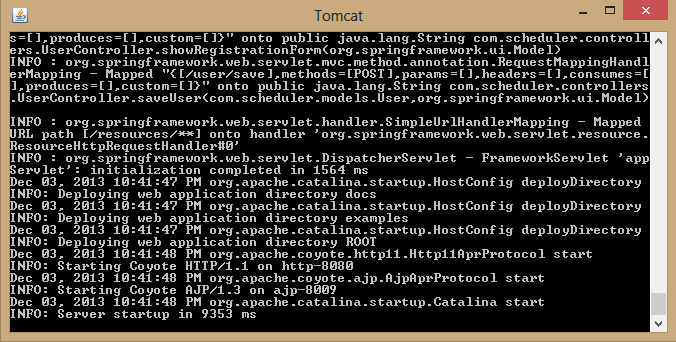 Tomcat
s=[],produces=[],custom=[]}" onto public java.lang.String com.scheduler.controll
ers.UserController.showRegistrationForm(org.springframework.ui.Model)
INFO : org.springframework.web.servlet.mvc.method.annotation.RequestMappingHandl
erMapping - Mapped "{[/user/save],methods=[POST],params=[],headers=[],consumes=[
],produces=[],custom=[]}" onto public java.lang.String com.scheduler.controllers
.UserController.saveUser(com.scheduler.models.User,org.springframework.ui.Model)
INFO : org.springframework.web.servlet.handler.SimpleUrlHandlerMapping - Mapped
URL path [/resources/**] onto handler 'org.springframework.web.servlet.resource.
ResourceHttpRequestHandler#0'
INFO : org.springframework.web.servlet.DispatcherServlet - FrameworkServlet 'app
Servlet': initialization completed in 1564 ms
Dec 03, 2013 10:41:47 PM org.apache.catalina.startup.HostConfig deployDirectory
INFO: Deploying web application directory docs
Dec 03, 2013 10:41:47 PM org.apache.catalina.startup.HostConfig deployDirectory
INFO: Deploying web application directory examples
Dec 03, 2013 10:41:47 PM org.apache.catalina.startup.HostConfig deployDirectory
INFO: Deploying web application directory ROOT
Dec 03, 2013 10:41:48 PM org.apache.coyote.http11.Http11AprProtocol start
INFO: Starting Coyote HTTP/1.1 on http-8080
Dec 03, 2013 10:41:48 PM org.apache.coyote.ajp.AjpAprProtocol start
INFO: Starting Coyote AJP/1.3 on ajp-8009
Dec 03, 2013 10:41:48 PM org.apache.catalina.startup.Catalina start
INFO: Server startup in 9353 ms